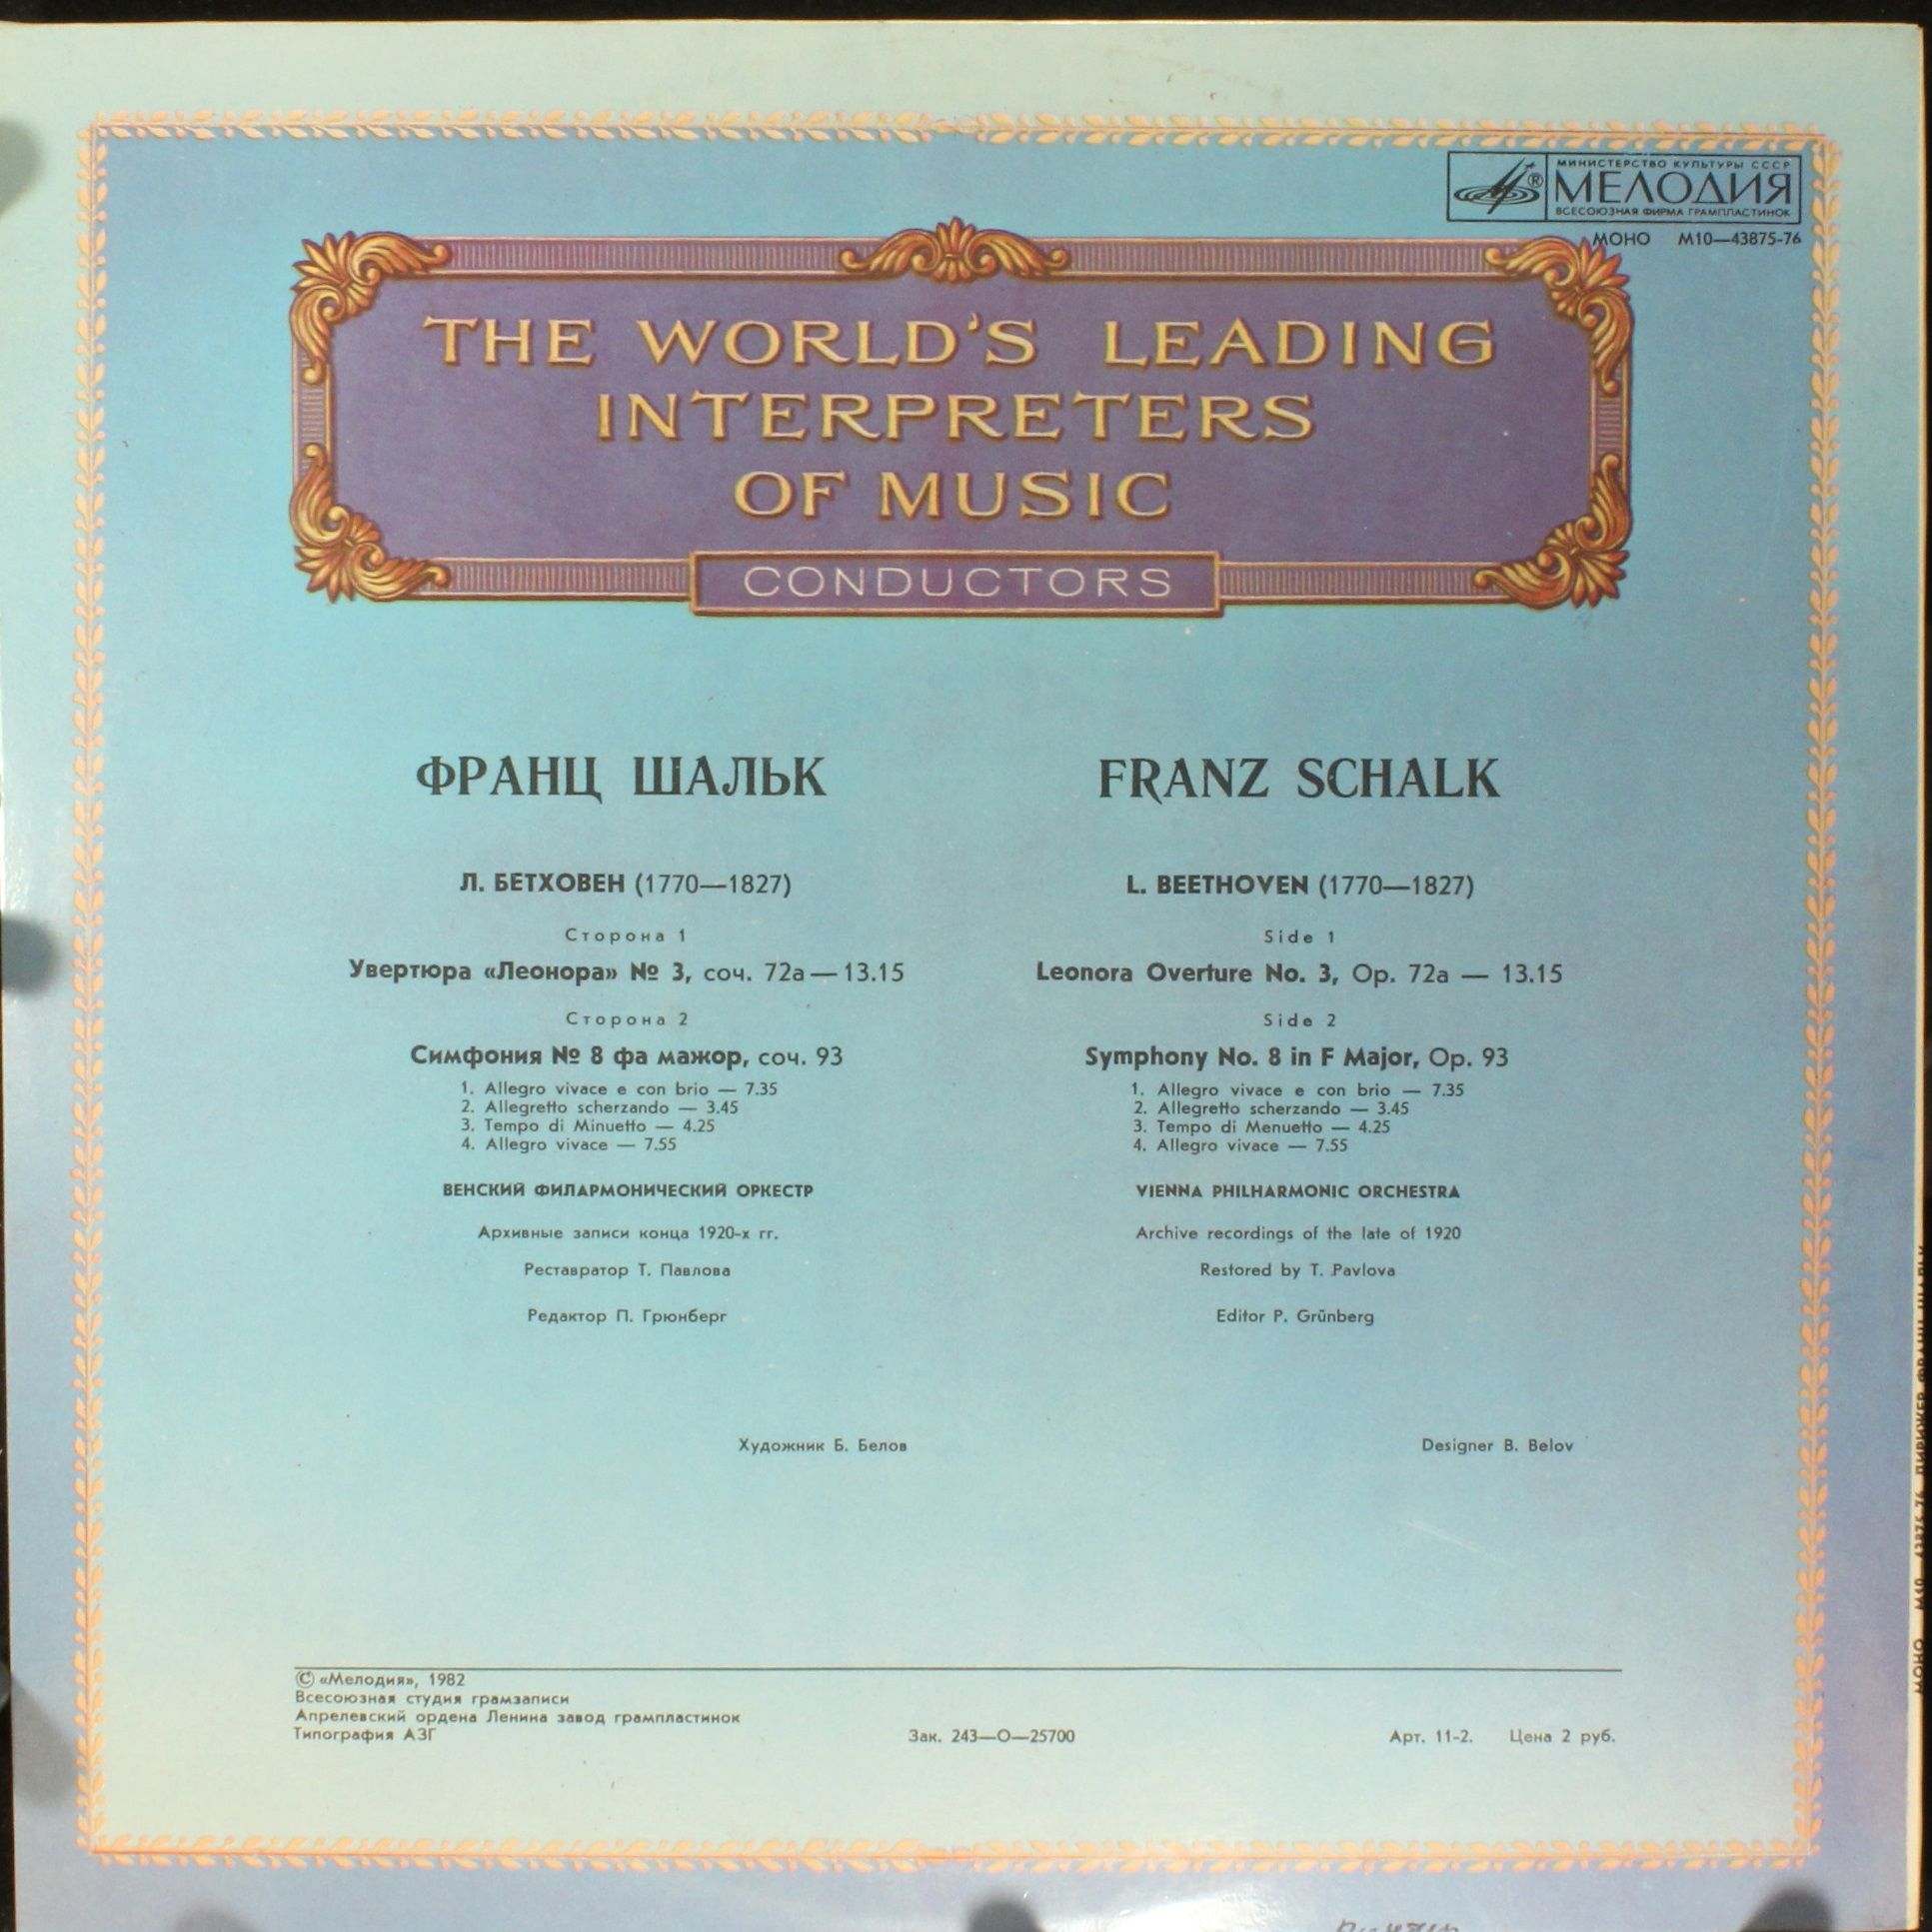 МИНИСТЕРСТВО КУЛЬТУРЫ СССР
МЕЛОДИЯ
®
ВСЕСОЮЗНАЯ ФИРМА ГРАМПЛАСТИНОК
МОНО М10—43875-76
THE WORLD'S LEADING
INTERPRETERS
OF MUSIC
CONDUCTORS
ФРАНЦ ШАЛЬК
Л. БЕТХОВЕН (1770—1827)
Сторона 1
Увертюра «Леонора» № 3, соч. 72а — 13.15
Сторона 2
Симфония № 8 фа мажор, соч. 93
1. Allegro vivace e con brio — 7.35
2. Allegretto scherzando — 3.45
3. Tempo di Minuetto — 4.25
4. Allegro vivace — 7.55
ВЕНСКИЙ ФИЛАРМОНИЧЕСКИЙ ОРКЕСТР
Архивные записи конца 1920-х гг.
Реставратор Т. Павлова
Редактор П. Грюнберг
Художник Б. Белов
FRANZ SCHALK
L. BEETHOVEN (1770—1827)
Side 1
Leonora Overture No. 3, Op. 72a — 13.15
Side 2
Symphony No. 8 in F Major, Op. 93
1. Allegro vivace e con brio — 7.35
2. Allegretto scherzando — 3.45
3. Tempo di Menuetto — 4.25
4. Allegro vivace — 7.55
VIENNA PHILHARMONIC ORCHESTRA
Archive recordings of the late of 1920
Restored by T. Pavlova
Editor P. Grünberg
Designer B. Belov
© «Мелодия», 1982
Всесоюзная студия грамзаписи
Апрелевский ордена Ленина завод грампластинок
Типография АЗГ
Зак. 243—О—25700
Арт. 11-2. Цена 2 руб.